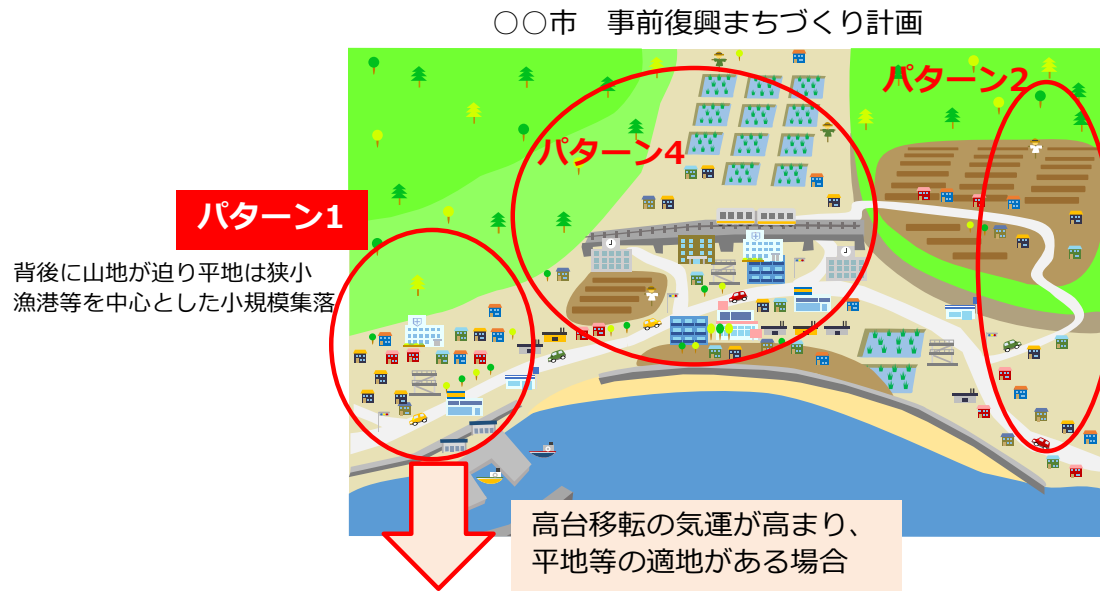 ○○市　事前復興まちづくり計画
パターン2
パターン4
パターン1
背後に山地が迫り平地は狭小
漁港等を中心とした小規模集落
高台移転の気運が高まり、
平地等の適地がある場合